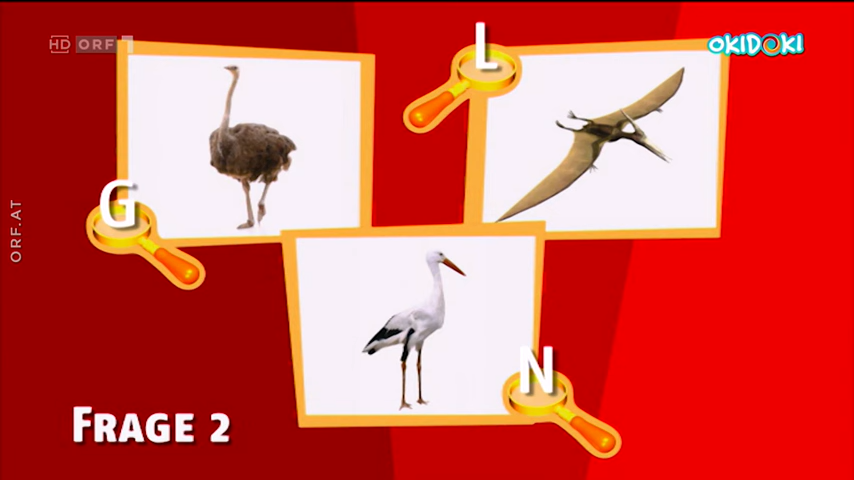 HD ORF 1
L
OKIDOKI
G
ORF.AT
N
FRAGE 2